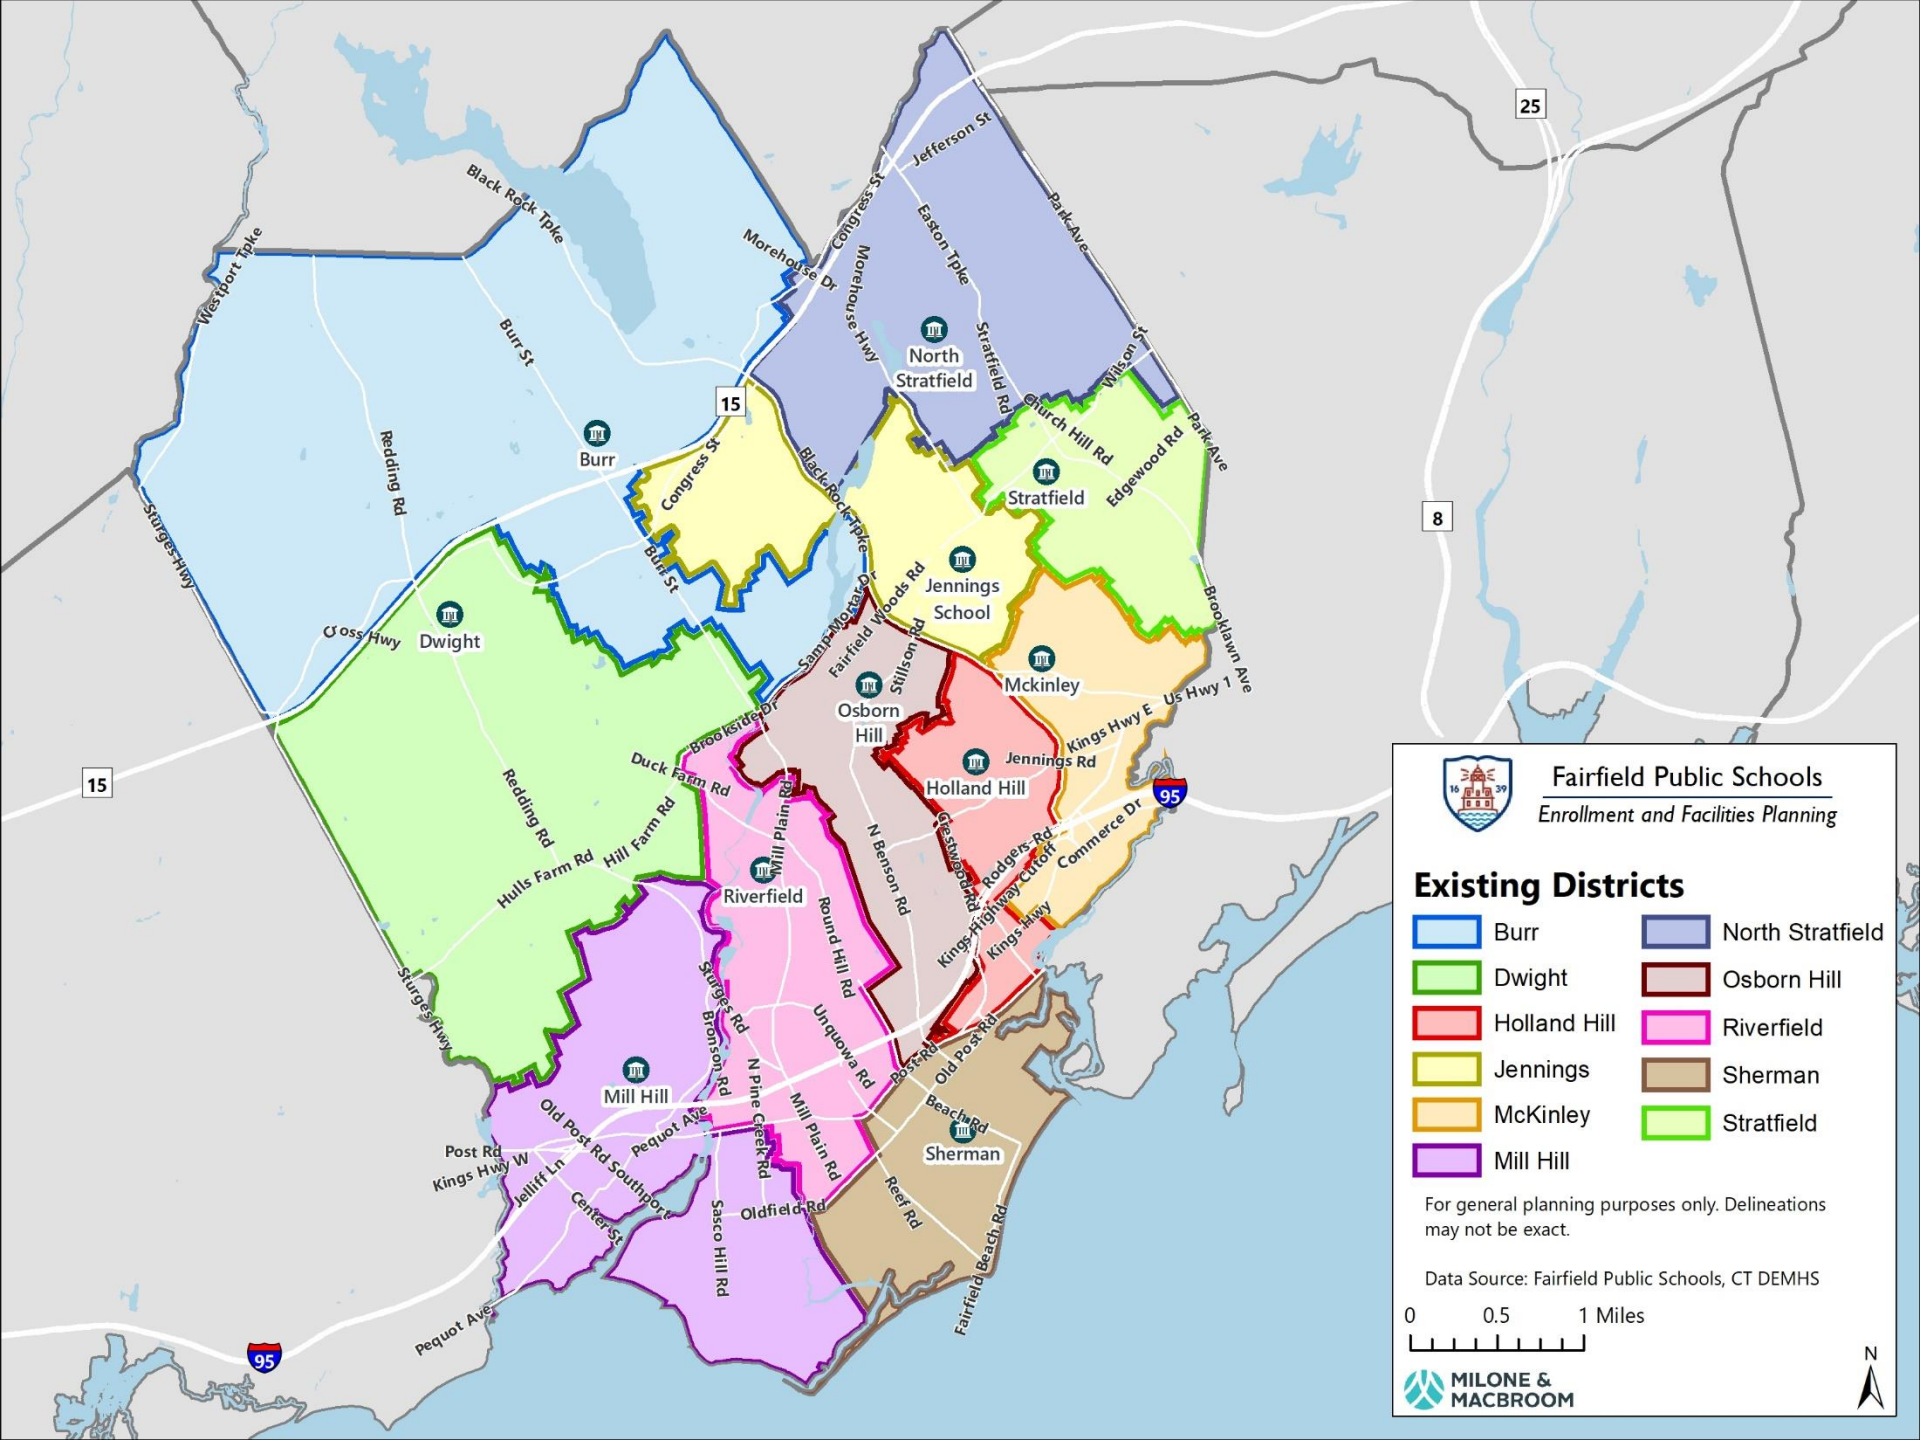 25
Black Rock Tpke
Jefferson St
Congress St
Park Ave
Westport Tpke
Morehouse Dr
Easton Tpke
Morehouse Hwy
Burr St
North
Stratfield
Stratfield Rd
Wilson St
15
Burr
Church Hill Rd
Park Ave
Redding Rd
Congress St
Black Rock Tpke
Stratfield
Edgewood Rd
8
Sturges Hwy
Burr St
Jennings
School
Dwight
Cross Hwy
Samp Mortar Dr
Fairfield Woods Rd
Stillson Rd
Brooklawn Ave
Mckinley
Osborn
Hill
Kings Hwy E
Us Hwy 1
Brookside Dr
Duck Farm Rd
Jennings Rd
Holland Hill
95
15
Redding Rd
Hill Farm Rd
Mill Plain Rd
N Benson Rd
Crestwood Rd
Rodgers Rd
Commerce Dr
Hulls Farm Rd
Riverfield
Kings Highway Cutoff
Kings Hwy
Round Hill Rd
Sturges Hwy
Sturges Rd
Bronson Rd
Unquowa Rd
Post Rd
Old Post Rd
Mill Hill
N Pine Creek Rd
Mill Plain Rd
Beach Rd
Sherman
Old Post Rd
Pequot Ave
Post Rd
Kings Hwy W
Jelliff Ln
Southport
Center St
Sasco Hill Rd
Oldfield Rd
Reef Rd
Fairfield Beach Rd
Pequot Ave
95
16 39
Fairfield Public Schools
Enrollment and Facilities Planning
Existing Districts
Burr
Dwight
Holland Hill
Jennings
McKinley
Mill Hill
North Stratfield
Osborn Hill
Riverfield
Sherman
Stratfield
For general planning purposes only. Delineations
may not be exact.
Data Source: Fairfield Public Schools, CT DEMHS
0 0.5 1 Miles
N
MILONE &
MACBROOM